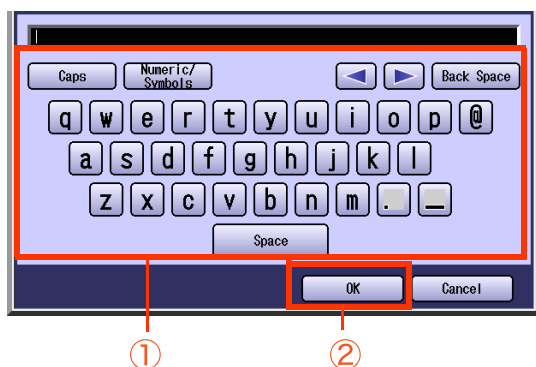 Caps Numeric/ Symbols Back Space
q w e r t y u i o p @
a s d f g h j k l
z x c v b n m . _
Space
OK Cancel
① ②